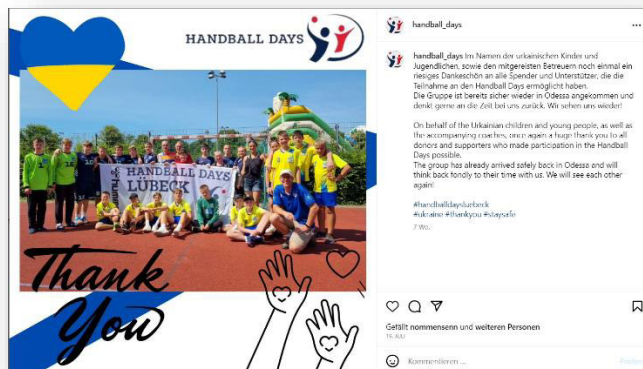 HANDBALL DAYS
HANDBALL DAYS
LÜBECK
hummel
Thank
You
handball_days
handball_days Im Namen der urkainischen Kinder und
Jugendlichen, sowie den mitgereisten Betreuern noch einmal ein
riesiges Dankeschön an alle Spender und Unterstützer, die die
Teilnahme an den Handball Days ermöglicht haben.
Die Gruppe ist bereits sicher wieder in Odessa angekommen und
denkt gerne an die Zeit bei uns zurück. Wir sehen uns wieder!
On behalf of the Urkainian children and young people, as well as
the accompanying coaches, once again a huge thank you to all
donors and supporters who made participation in the Handball
Days possible.
The group has already arrived safely back in Odessa and will
think back fondly to their time with us. We will see each other
again!
#handballdaysluebeck
#ukraine #thankyou #staysafe
7 Wo.
Gefällt nommensenn und weiteren Personen
19. JULI
Kommentieren ...
Posten